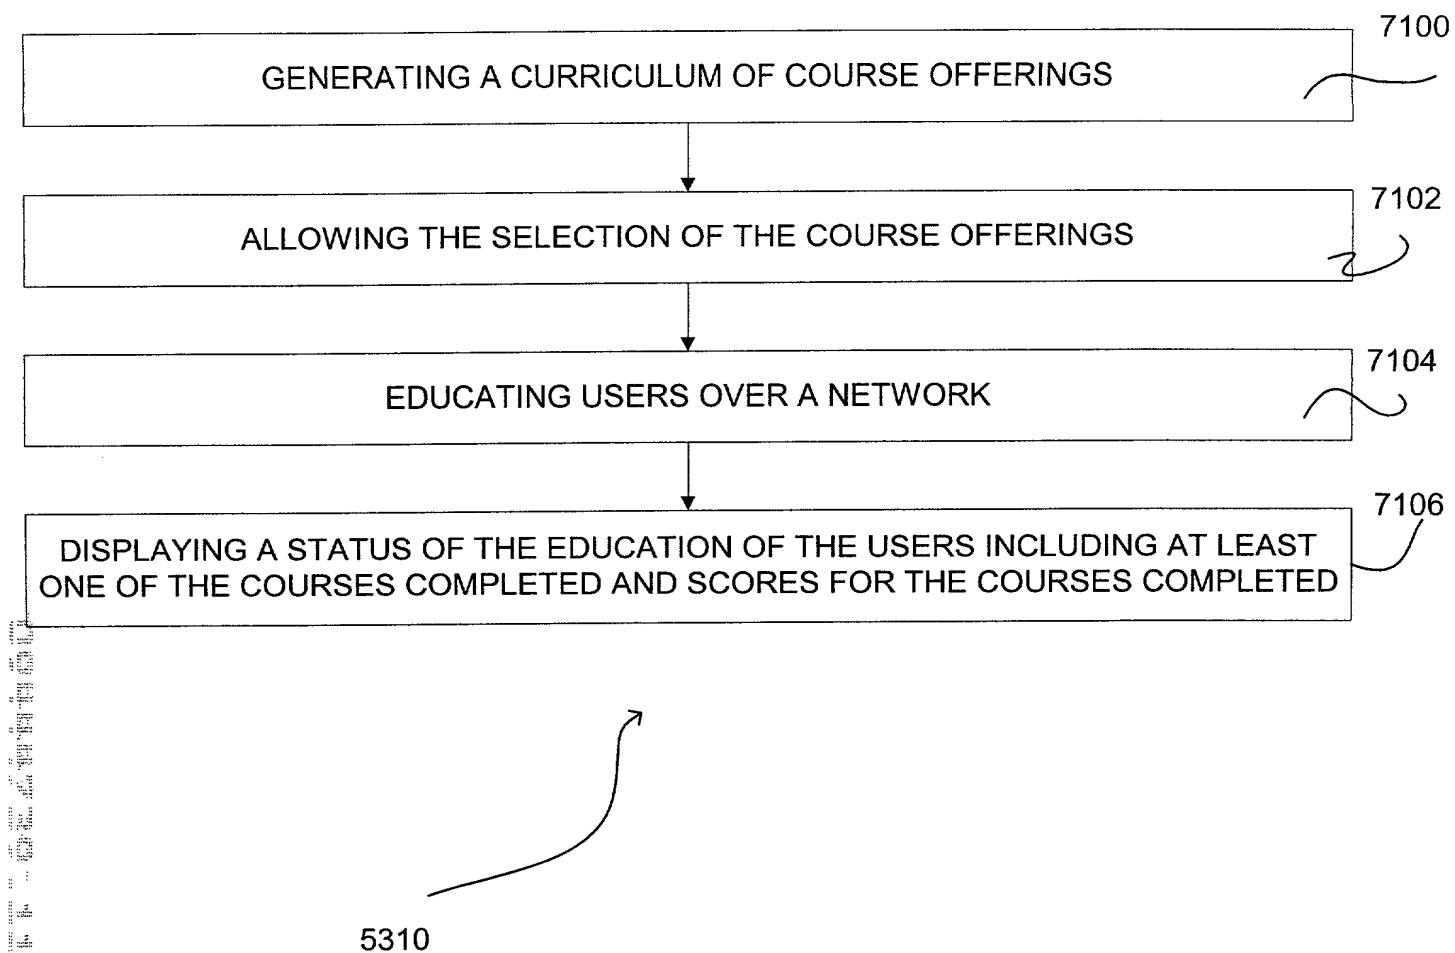 7100
GENERATING A CURRICULUM OF COURSE OFFERINGS
7102
ALLOWING THE SELECTION OF THE COURSE OFFERINGS
7104
EDUCATING USERS OVER A NETWORK
7106
DISPLAYING A STATUS OF THE EDUCATION OF THE USERS INCLUDING AT LEAST
ONE OF THE COURSES COMPLETED AND SCORES FOR THE COURSES COMPLETED
5310